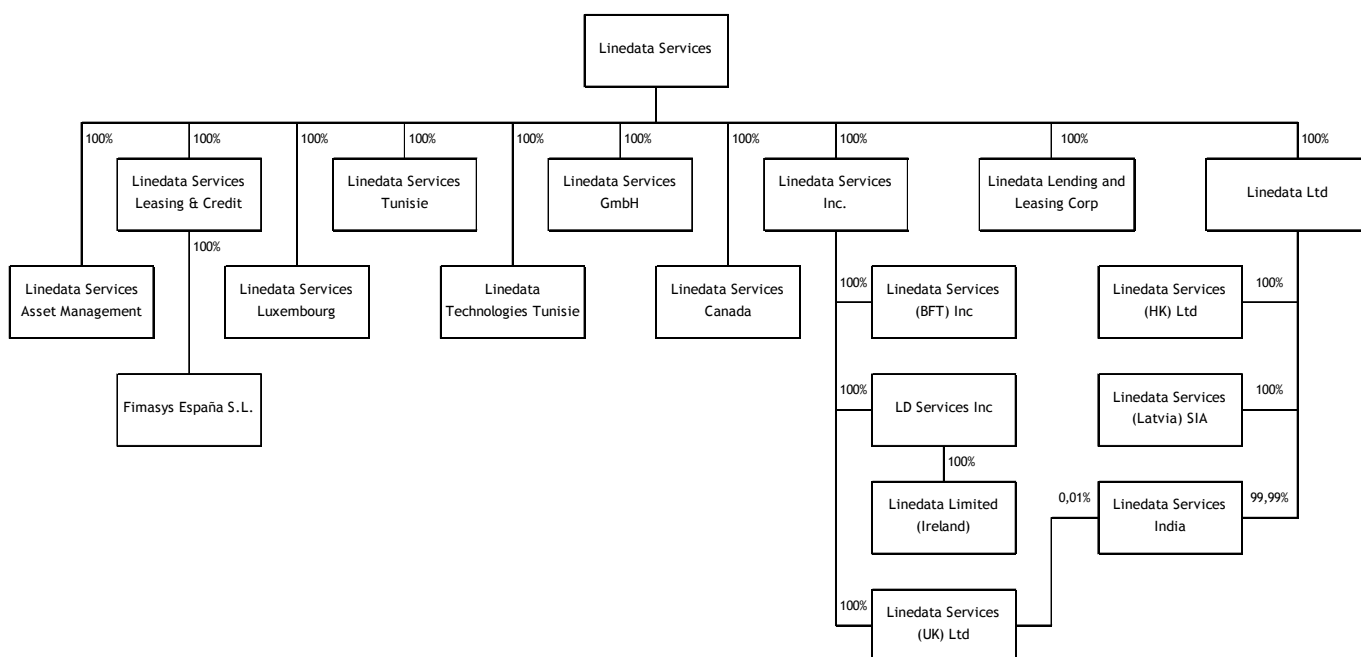 Linedata Services
100%
100%
100%
100%
100%
100%
100%
100%
100%
100%
Linedata Services
Leasing & Credit
Linedata Services
Tunisie
Linedata Services
GmbH
Linedata Services
Inc.
Linedata Lending and
Leasing Corp
Linedata Ltd
100%
Linedata Services
Asset Management
Linedata Services
Luxembourg
Linedata
Technologies Tunisie
Linedata Services
Canada
100%
Linedata Services
(BFT) Inc
Linedata Services
(HK) Ltd
100%
Fimasys España S.L.
100%
LD Services Inc
Linedata Services
(Latvia) SIA
100%
100%
Linedata Limited
(Ireland)
0,01%
Linedata Services
India
99,99%
100%
Linedata Services
(UK) Ltd